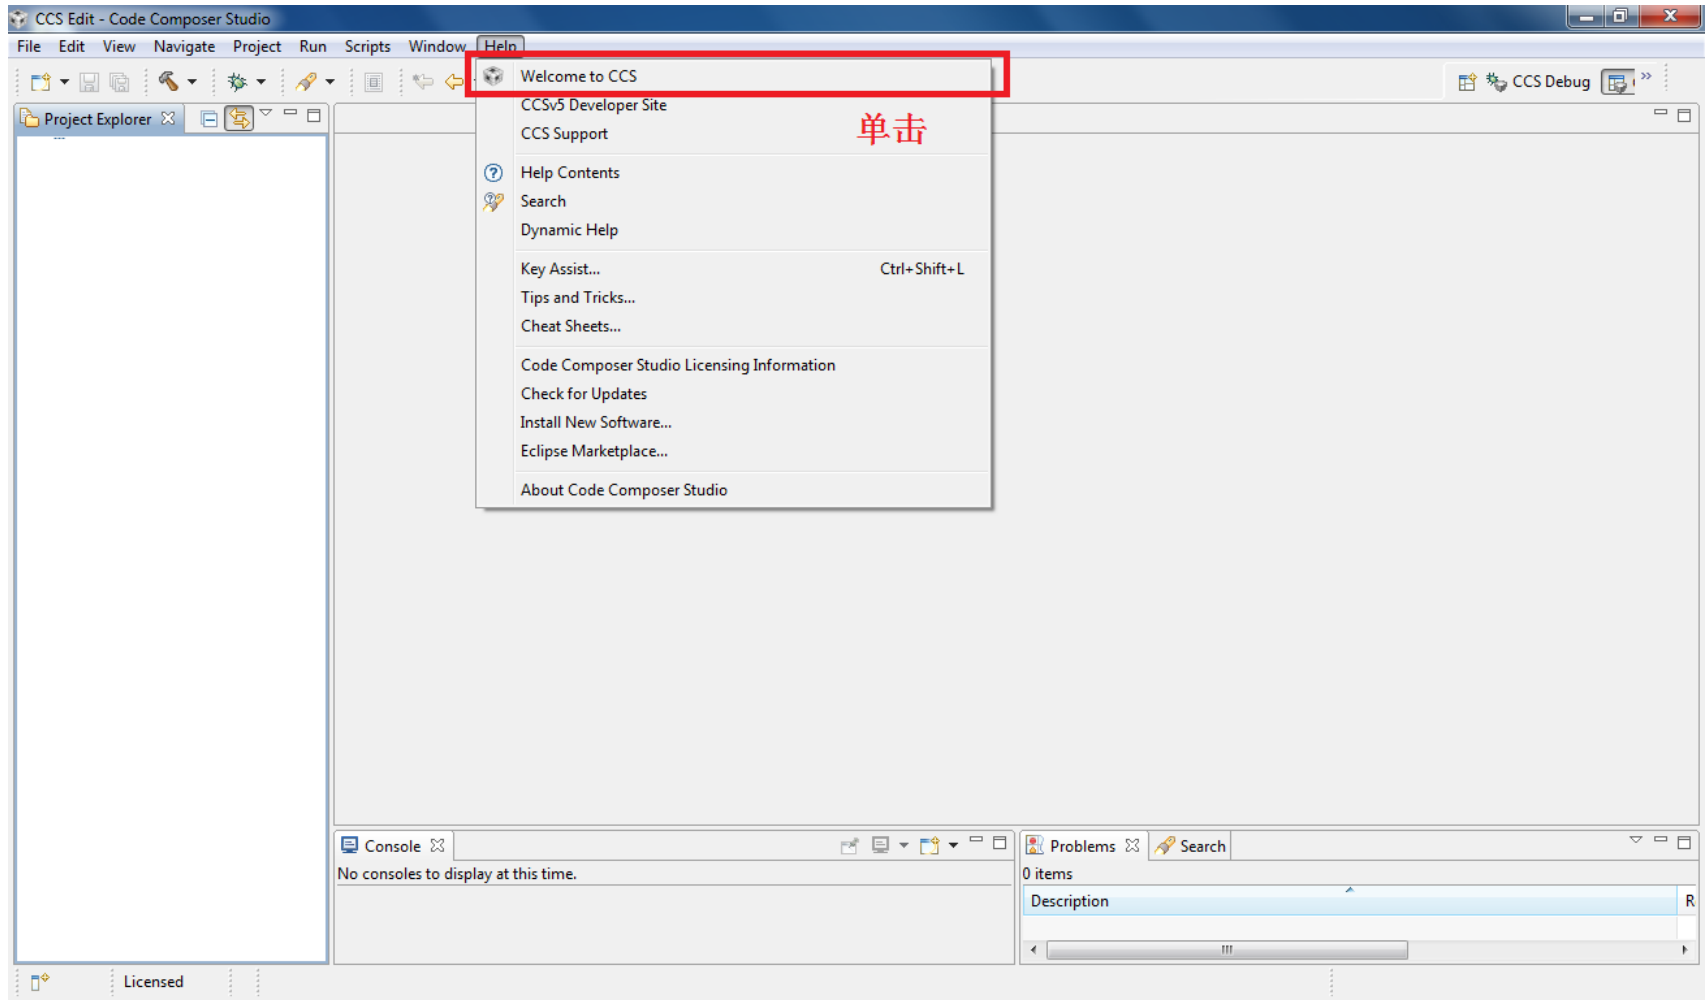 CCS Edit - Code Composer Studio
File Edit View Navigate Project Run Scripts Window Help
CCS Debug
Project Explorer
Welcome to CCS
CCSv5 Developer Site
单击
CCS Support
Help Contents
Search
Dynamic Help
Key Assist... Ctrl+Shift+L
Tips and Tricks...
Cheat Sheets...
Code Composer Studio Licensing Information
Check for Updates
Install New Software...
Eclipse Marketplace...
About Code Composer Studio
Console
No consoles to display at this time.
Problems Search
0 items
Description R
Licensed